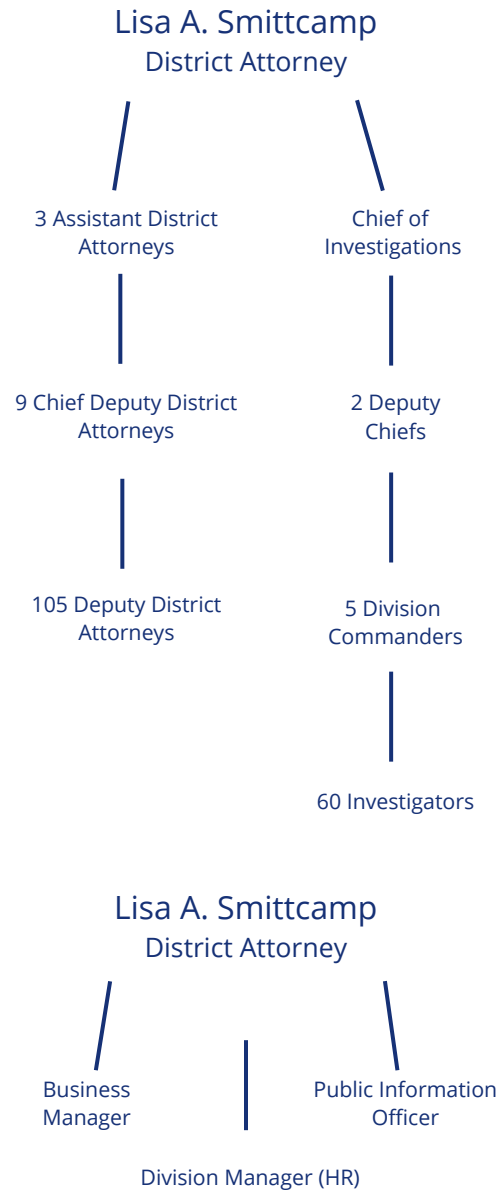 Lisa A. Smittcamp
District Attorney
3 Assistant District
Attorneys
Chief of
Investigations
9 Chief Deputy District
Attorneys
2 Deputy
Chiefs
105 Deputy District
Attorneys
5 Division
Commanders
60 Investigators
Lisa A. Smittcamp
District Attorney
Business
Manager
Public Information
Officer
Division Manager (HR)